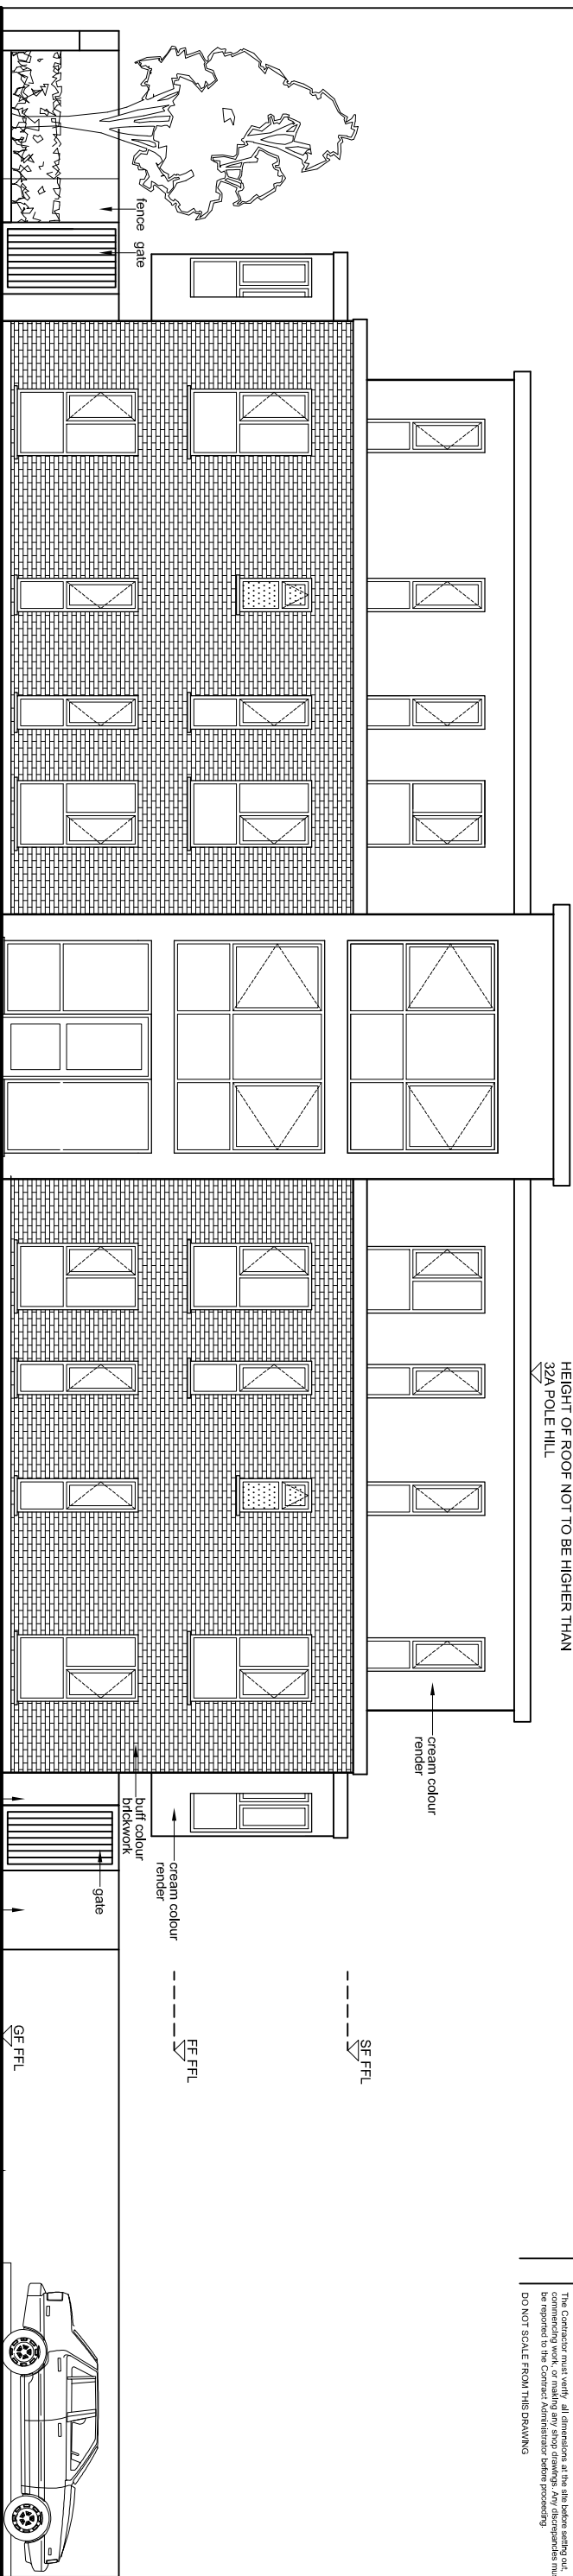 The Contractor must verify all dimensions at the site before setting out,
commencing work, or making any shop drawings. Any discrepancies mu
be reported to the Contract Administrator before proceeding.
DO NOT SCALE FROM THIS DRAWING
HEIGHT OF ROOF NOT TO BE HIGHER THAN
32A POLE HILL
cream colour
render
SF FFL
fence
gate
cream colour
render
FF FFL
buff colour
brickwork
gate
GF FFL